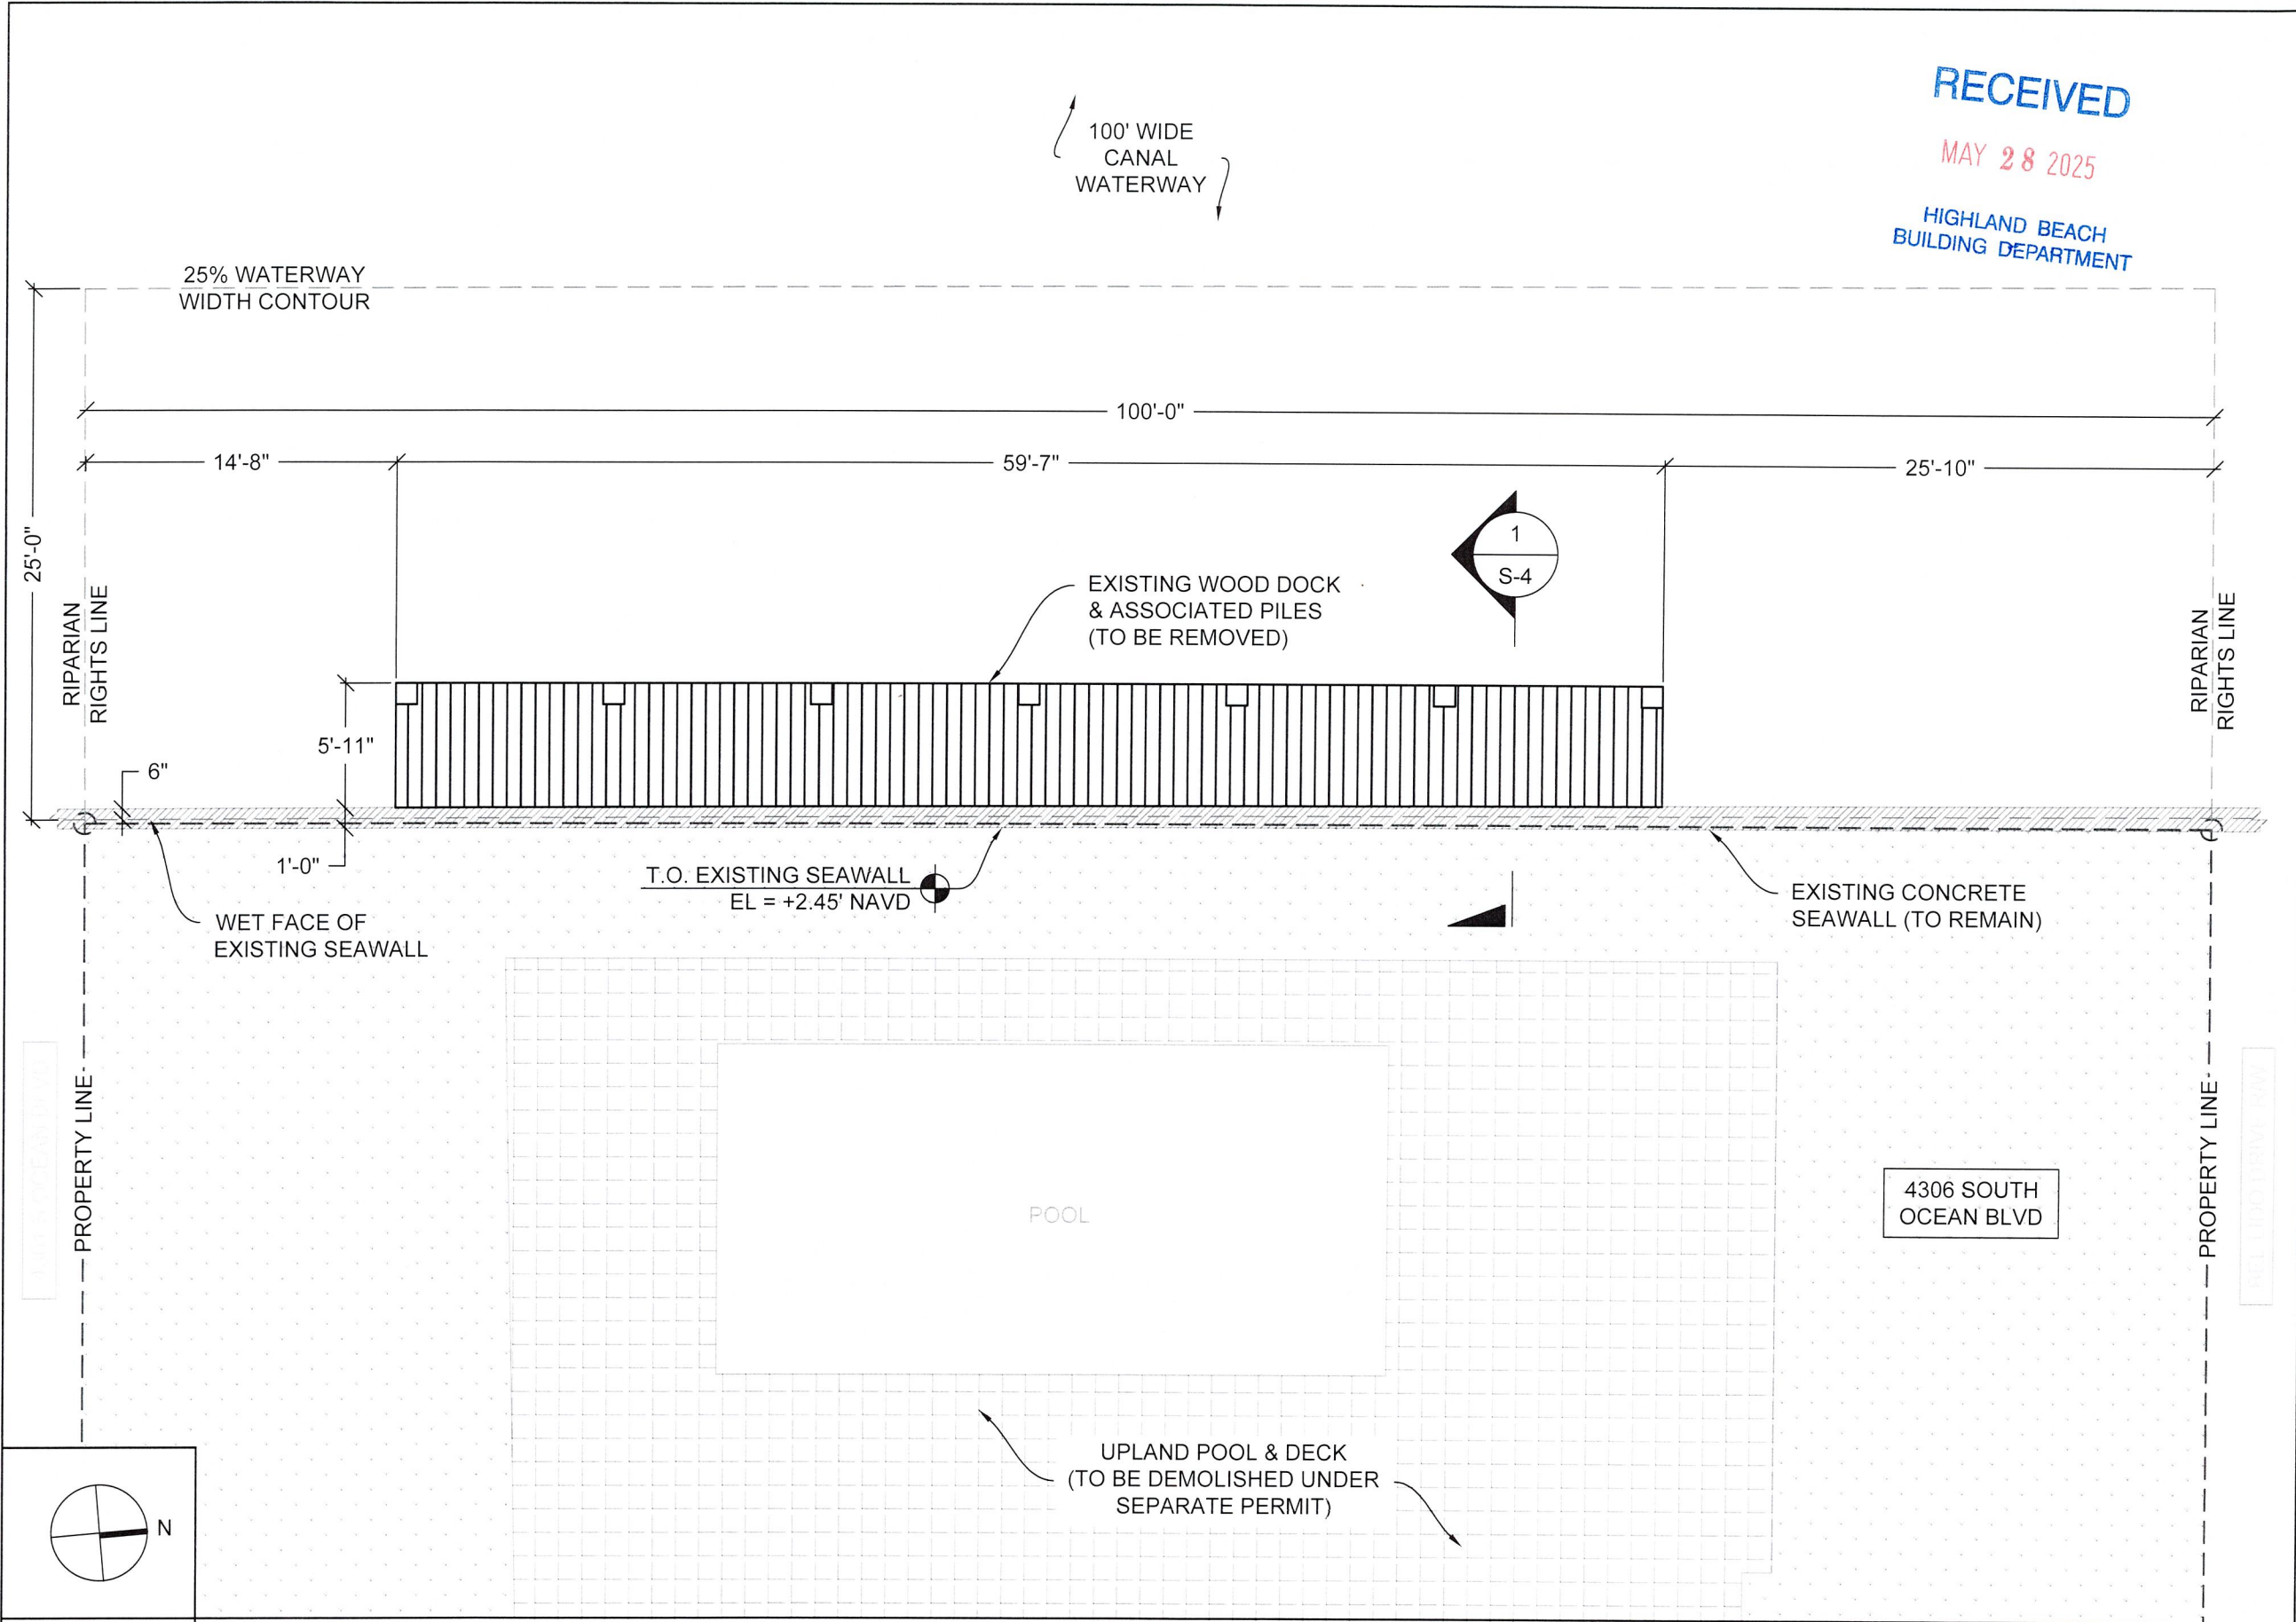 RECEIVED
MAY 28 2025
HIGHLAND BEACH
BUILDING DEPARTMENT
100' WIDE
CANAL
WATERWAY
25% WATERWAY
WIDTH CONTOUR
100'-0"
14'-8"
59'-7"
25'-10"
25'-0"
1
S-4
EXISTING WOOD DOCK
& ASSOCIATED PILES
(TO BE REMOVED)
RIPARIAN
RIGHTS LINE
RIPARIAN
RIGHTS LINE
5'-11"
6"
1'-0"
T.O. EXISTING SEAWALL
EL = +2.45' NAVD
WET FACE OF
EXISTING SEAWALL
EXISTING CONCRETE
SEAWALL (TO REMAIN)
PROPERTY LINE
PROPERTY LINE
POOL
4306 SOUTH
OCEAN BLVD
UPLAND POOL & DECK
(TO BE DEMOLISHED UNDER
SEPARATE PERMIT)
N